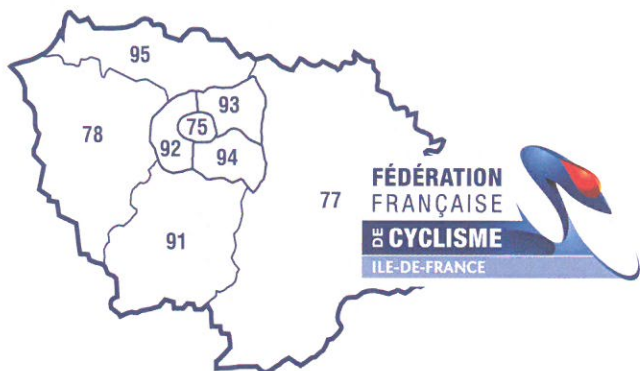 95
93
75
78
92
94
77
91
FÉDÉRATION
FRANÇAISE
DE CYCLISME
ILE-DE-FRANCE